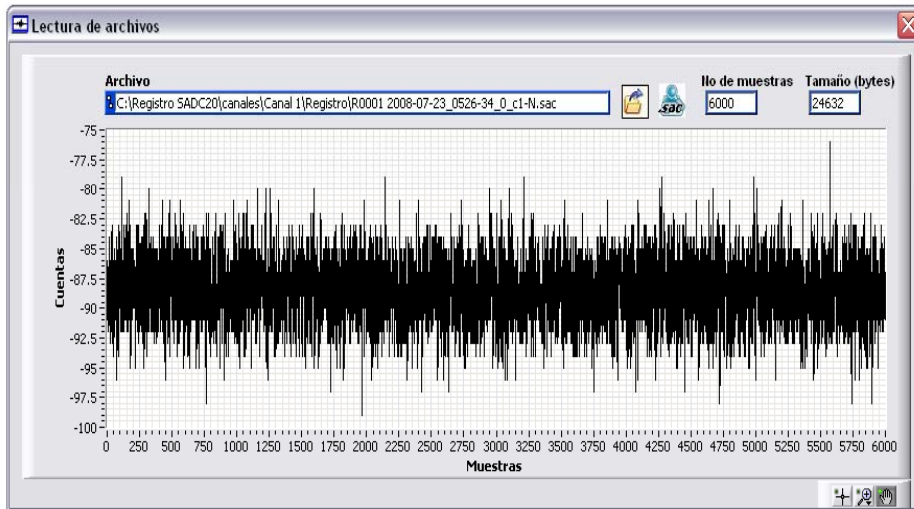 Lectura de archivos
Archivo
No de muestras
Tamaño (bytes)
C:\Registro SADC20\canales\Canal 1\Registro\R0001 2008-07-23_0526-34_0_c1-N.sac
.sac
6000
24632
-75
-77.5
-80
-82.5
-85
-87.5
-90
-92.5
-95
-97.5
-100
Cuentas
0 250 500 750 1000 1250 1500 1750 2000 2250 2500 2750 3000 3250 3500 3750 4000 4250 4500 4750 5000 5250 5500 5750 6000
Muestras